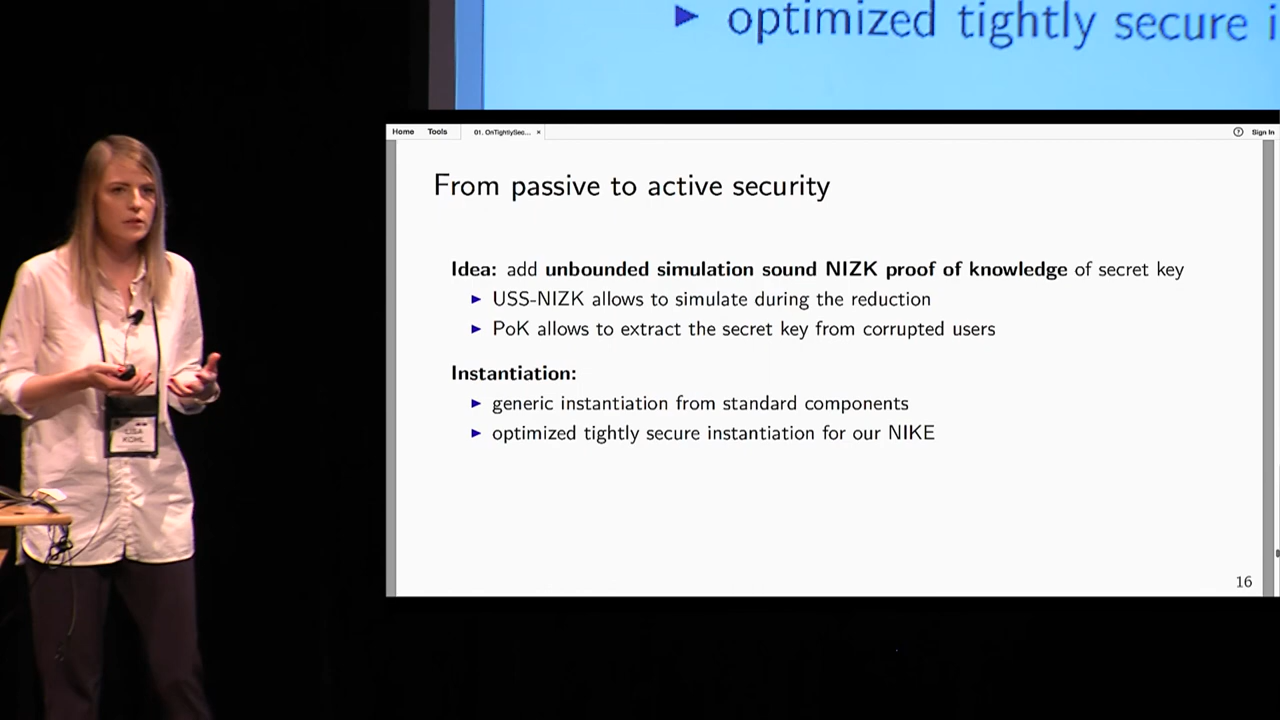 optimized tightly secure i
Home Tools 01. OnTightlySec... × ? Sign In
From passive to active security
Idea: add unbounded simulation sound NIZK proof of knowledge of secret key
► USS-NIZK allows to simulate during the reduction
► PoK allows to extract the secret key from corrupted users
Instantiation:
► generic instantiation from standard components
► optimized tightly secure instantiation for our NIKE
16
LISA
KOHL